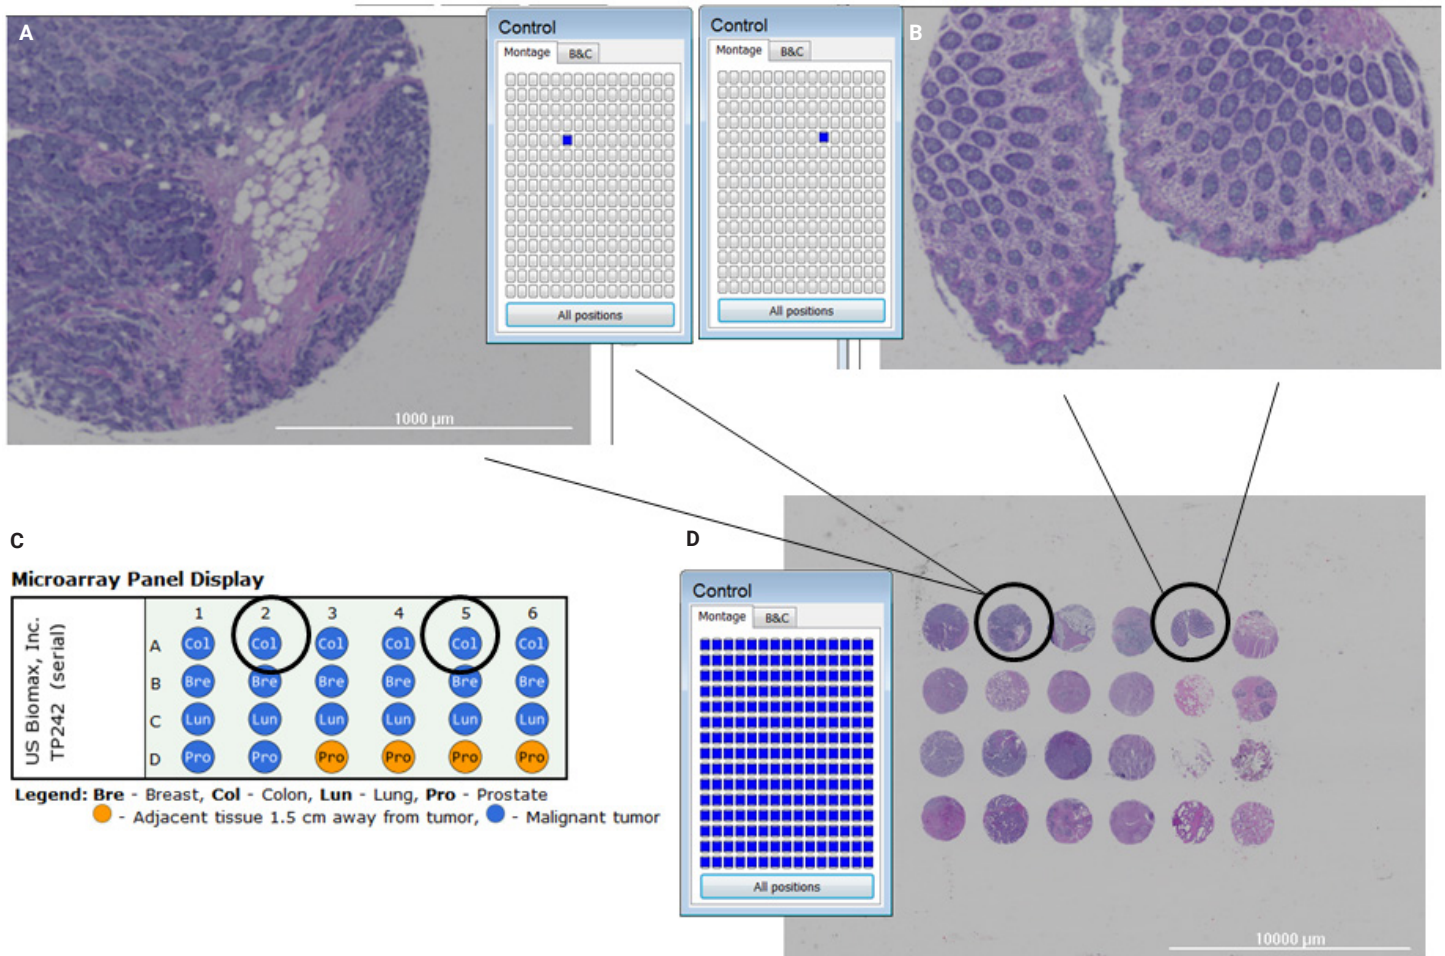 A
Control
Montage B&C
All positions
1000 µm
Control
Montage B&C
All positions
B
C
Microarray Panel Display
US Biomax, Inc.
TP242 (serial)
1 2 3 4 5 6
A Col Col Col Col Col Col
B Bre Bre Bre Bre Bre Bre
C Lun Lun Lun Lun Lun Lun
D Pro Pro Pro Pro Pro Pro
Legend: Bre - Breast, Col - Colon, Lun - Lung, Pro - Prostate
- Adjacent tissue 1.5 cm away from tumor, - Malignant tumor
D
Control
Montage B&C
All positions
10000 µm